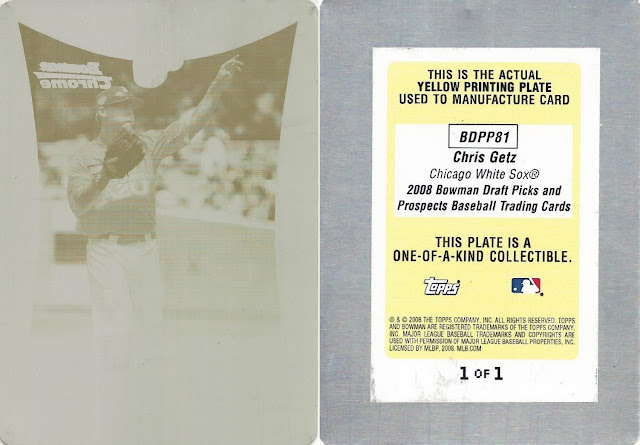 Bowman
Chrome
20
THIS IS THE ACTUAL
YELLOW PRINTING PLATE
USED TO MANUFACTURE CARD
BDPP81
Chris Getz
Chicago White Sox®
2008 Bowman Draft Picks and
Prospects Baseball Trading Cards
THIS PLATE IS A
ONE-OF-A-KIND COLLECTIBLE.
Topps
® & © 2008 THE TOPPS COMPANY, INC. ALL RIGHTS RESERVED. TOPPS
AND BOWMAN ARE REGISTERED TRADEMARKS OF THE TOPPS COMPANY,
INC. MAJOR LEAGUE BASEBALL TRADEMARKS AND COPYRIGHTS ARE
USED WITH PERMISSION OF MAJOR LEAGUE BASEBALL PROPERTIES, INC.
LICENSED BY MLBP, 2008. MLB.COM
1 OF 1